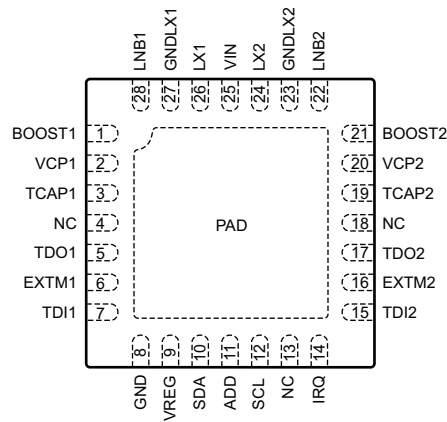 LNB1
GNDLX1
LX1
VIN
LX2
GNDLX2
LNB2
28
27
26
25
24
23
22
BOOST1 1
VCP1 2
TCAP1 3
NC 4
TDO1 5
EXTM1 6
TDI1 7
PAD
21 BOOST2
20 VCP2
19 TCAP2
18 NC
17 TDO2
16 EXTM2
15 TDI2
8
9
10
11
12
13
14
GND
VREG
SDA
ADD
SCL
NC
IRQ